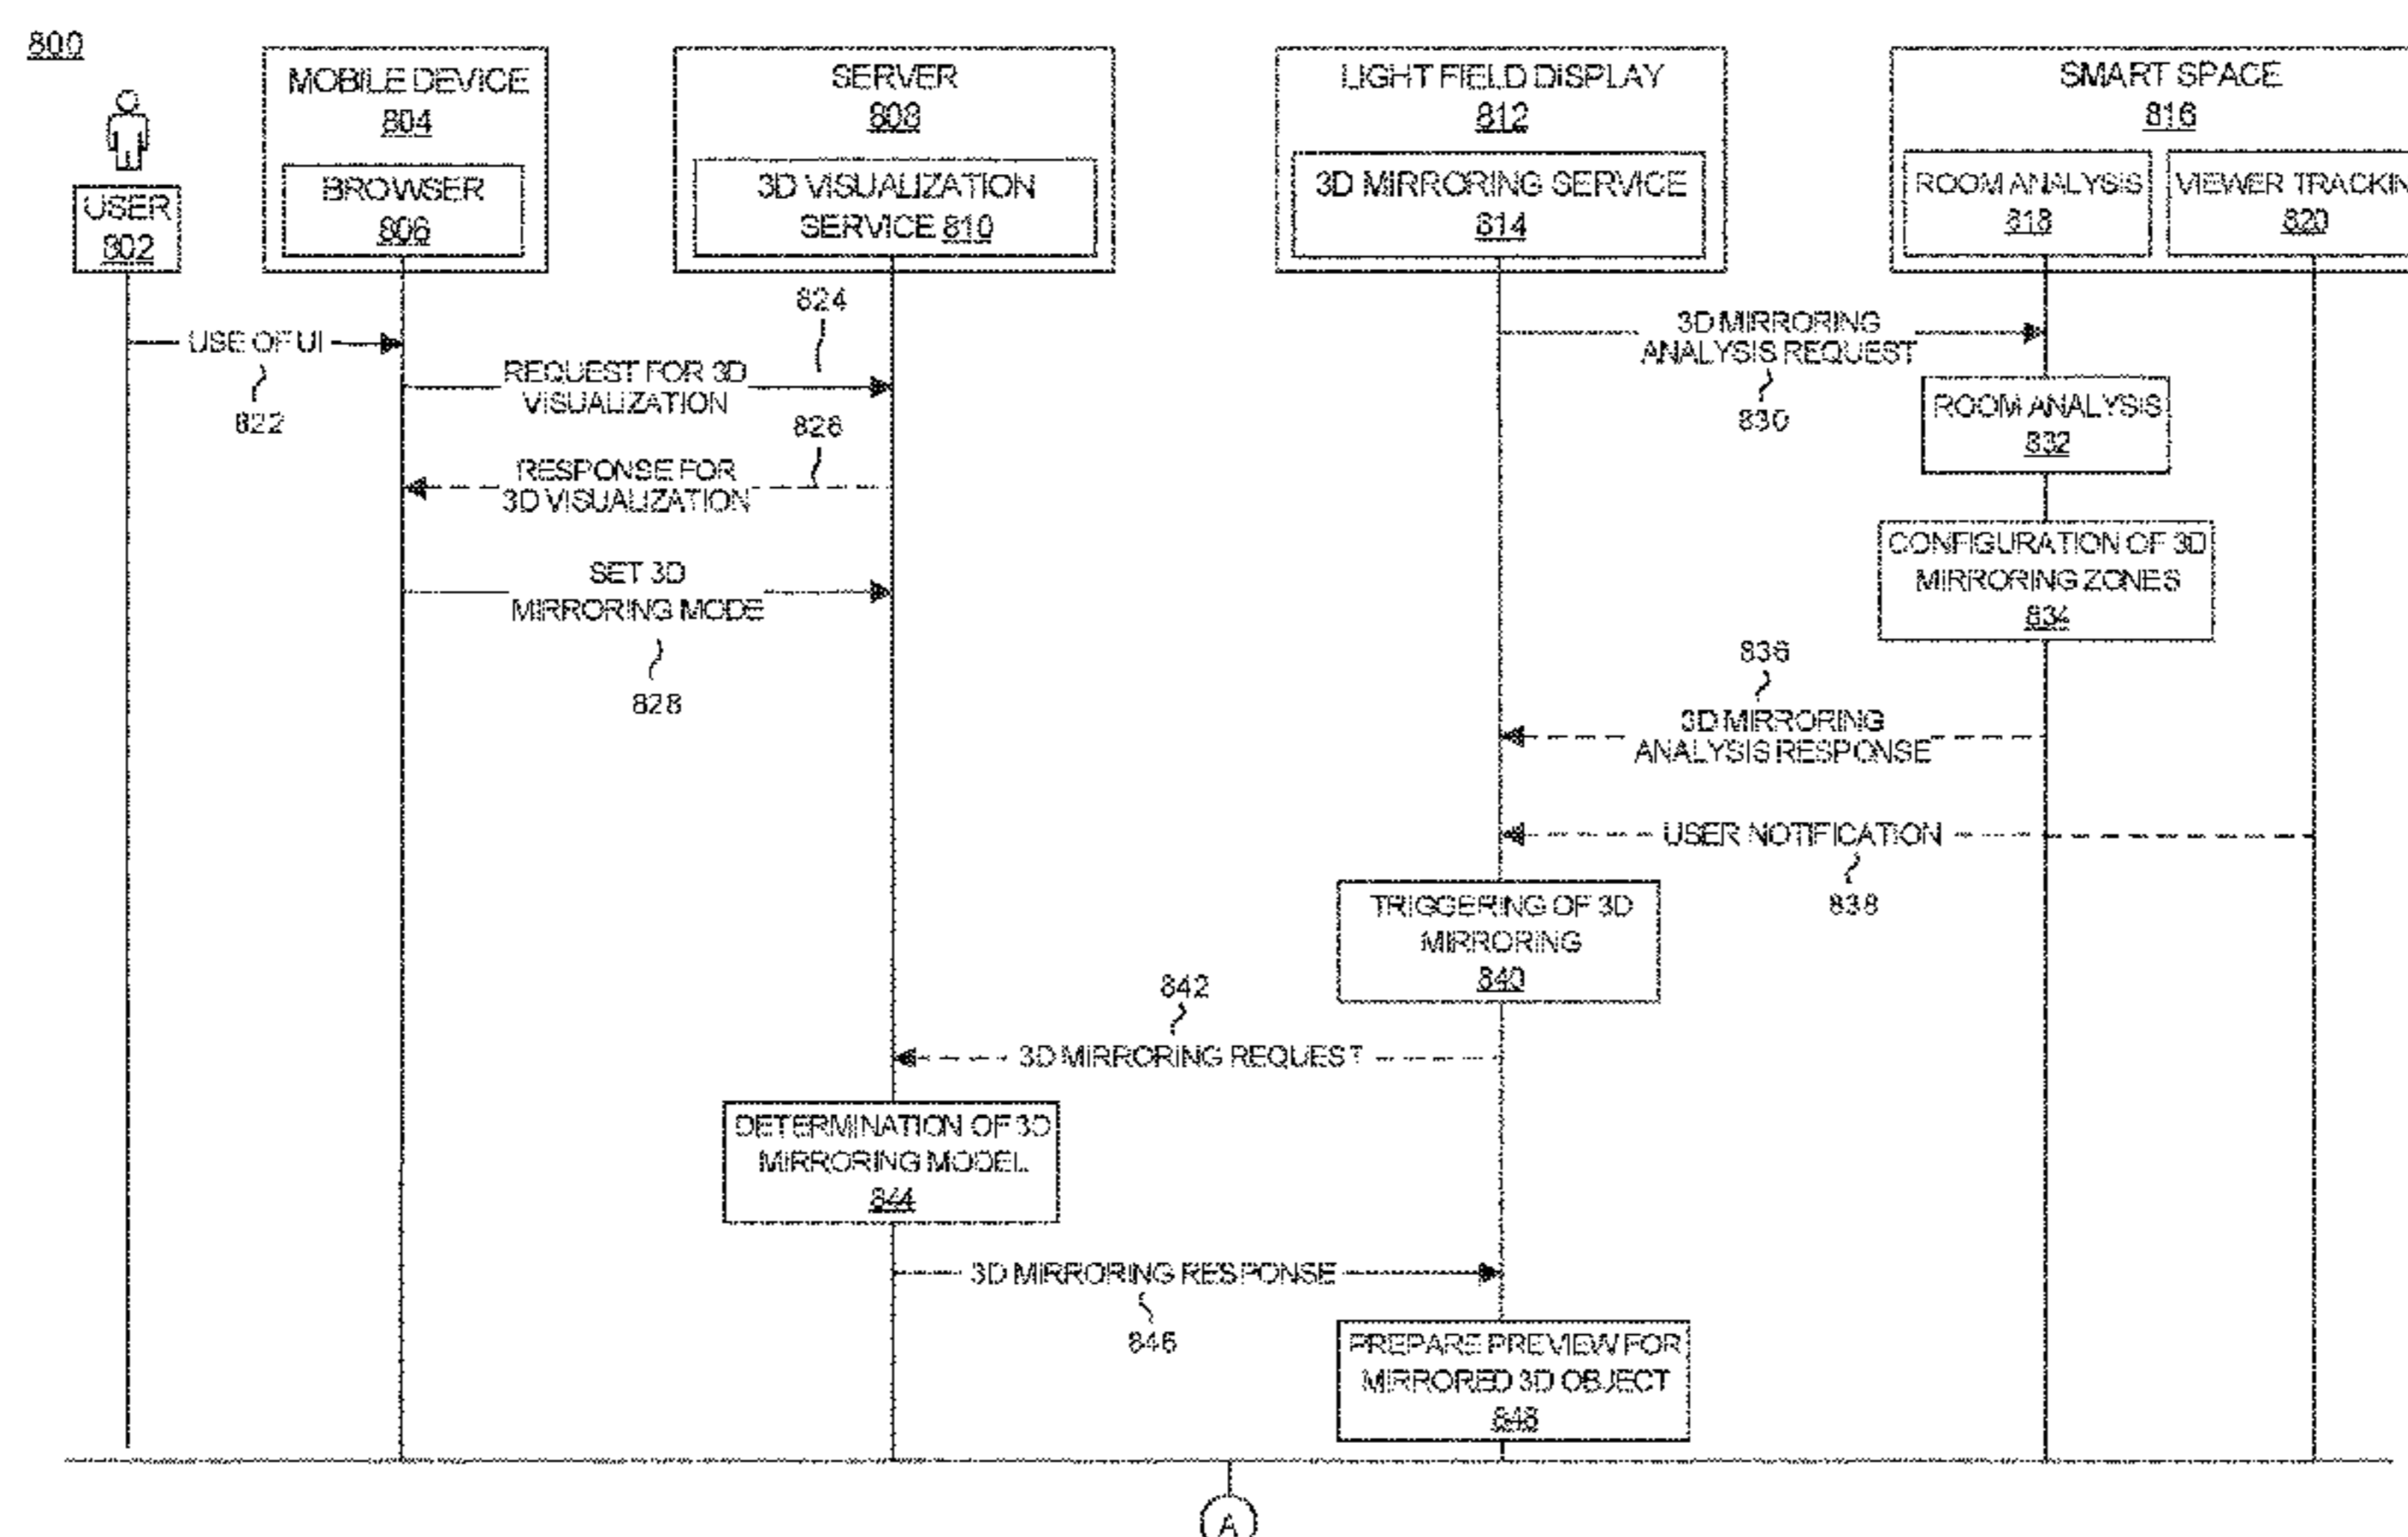 800
USER
802
MOBILE DEVICE
804
BROWSER
806
SERVER
808
3D VISUALIZATION
SERVICE 810
LIGHT FIELD DISPLAY
812
3D MIRRORING SERVICE
814
SMART SPACE
816
ROOM ANALYSIS
818
VIEWER TRACKIN
820
USE OF UI
822
824
REQUEST FOR 3D
VISUALIZATION
826
RESPONSE FOR
3D VISUALIZATION
SET 3D
MIRRORING MODE
828
3D MIRRORING
ANALYSIS REQUEST
830
ROOM ANALYSIS
832
CONFIGURATION OF 3D
MIRRORING ZONES
834
836
3D MIRRORING
ANALYSIS RESPONSE
USER NOTIFICATION
838
TRIGGERING OF 3D
MIRRORING
840
842
3D MIRRORING REQUEST
DETERMINATION OF 3D
MIRRORING MODEL
844
3D MIRRORING RESPONSE
846
PREPARE PREVIEW FOR
MIRRORED 3D OBJECT
848
A